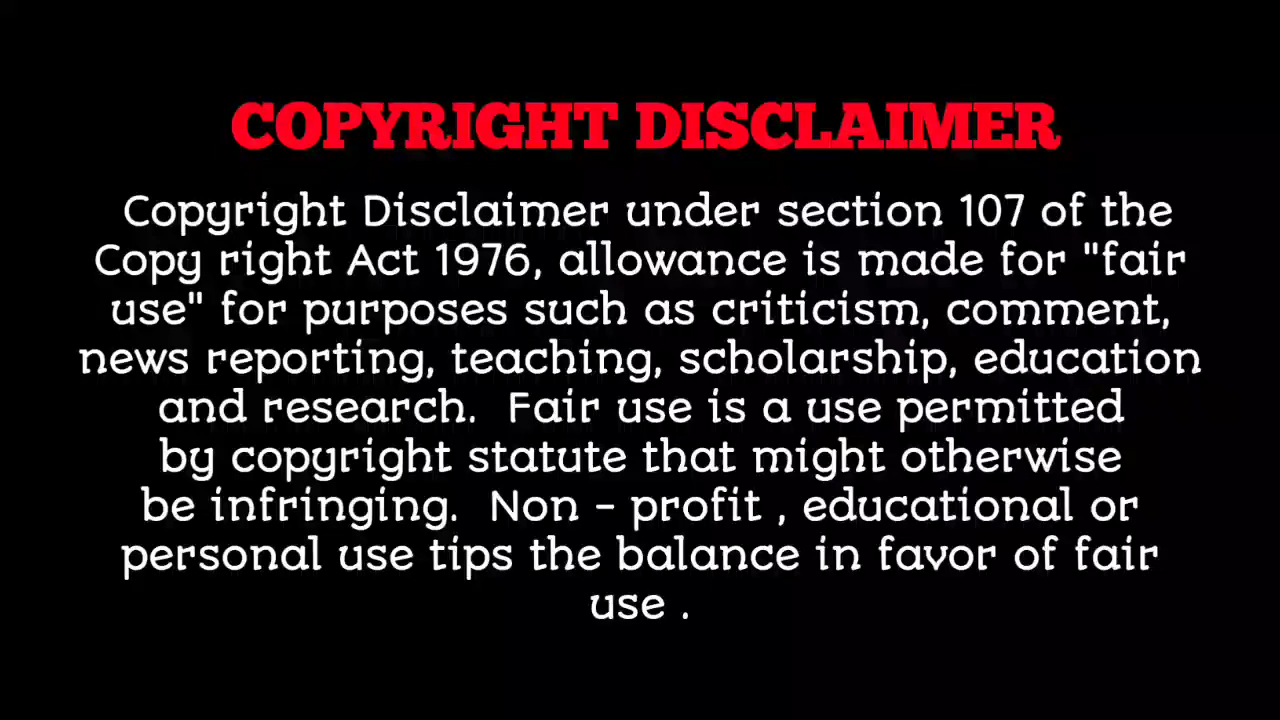 COPYRIGHT DISCLAIMER
Copyright Disclaimer under section 107 of the
Copy right Act 1976, allowance is made for "fair
use" for purposes such as criticism, comment,
news reporting, teaching, scholarship, education
and research.  Fair use is a use permitted
by copyright statute that might otherwise
be infringing.  Non - profit , educational or
personal use tips the balance in favor of fair
use .